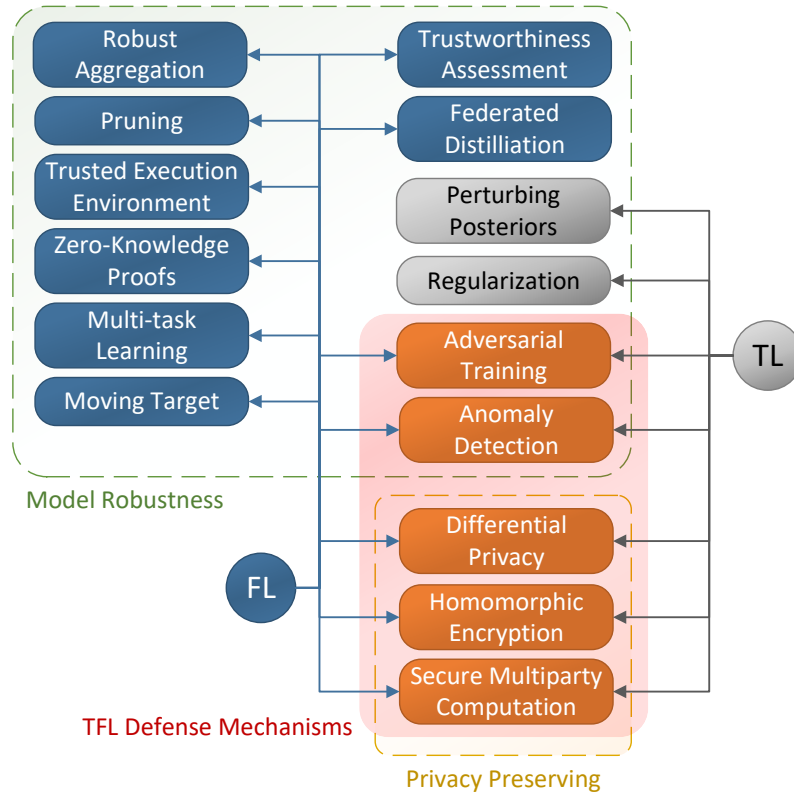 Robust
Aggregation
Trustworthiness
Assessment
Pruning
Federated
Distilliation
Trusted Execution
Environment
Perturbing
Posteriors
Zero-Knowledge
Proofs
Regularization
Multi-task
Learning
Adversarial
Training
TL
Moving Target
Anomaly
Detection
Model Robustness
Differential
Privacy
FL
Homomorphic
Encryption
Secure Multiparty
Computation
TFL Defense Mechanisms
Privacy Preserving